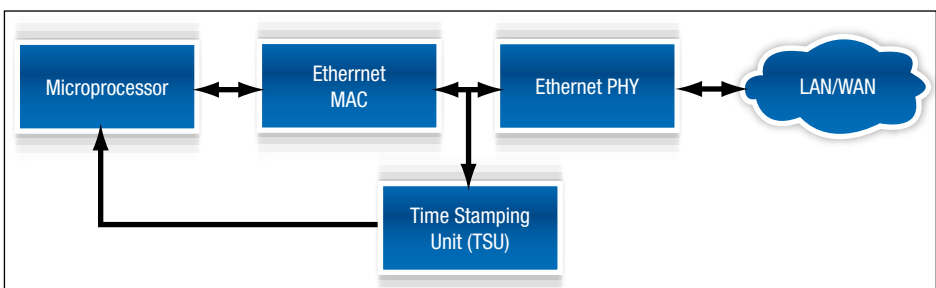 Microprocessor
Etherrnet
MAC
Ethernet PHY
LAN/WAN
Time Stamping
Unit (TSU)